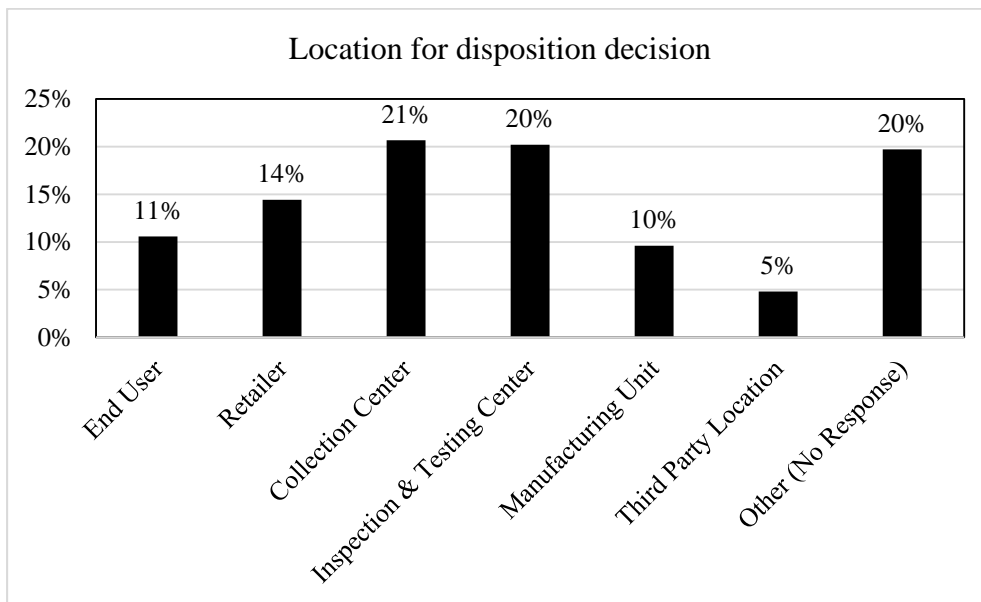 Location for disposition decision
25%
20%
15%
10%
5%
0%
11%
14%
21%
20%
10%
5%
20%
End User
Retailer
Collection Center
Inspection & Testing Center
Manufacturing Unit
Third Party Location
Other (No Response)